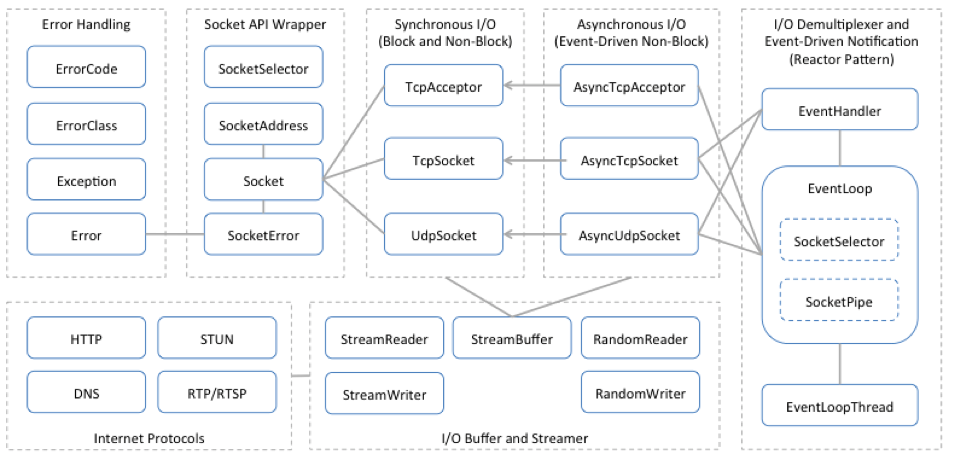 Error Handling
ErrorCode
ErrorClass
Exception
Error
Socket API Wrapper
SocketSelector
SocketAddress
Socket
SocketError
Synchronous I/O
(Block and Non-Block)
TcpAcceptor
TcpSocket
UdpSocket
Asynchronous I/O
(Event-Driven Non-Block)
AsyncTcpAcceptor
AsyncTcpSocket
AsyncUdpSocket
I/O Demultiplexer and
Event-Driven Notification
(Reactor Pattern)
EventHandler
EventLoop
SocketSelector
SocketPipe
EventLoopThread
HTTP
STUN
DNS
RTP/RTSP
Internet Protocols
StreamReader
StreamBuffer
RandomReader
StreamWriter
RandomWriter
I/O Buffer and Streamer